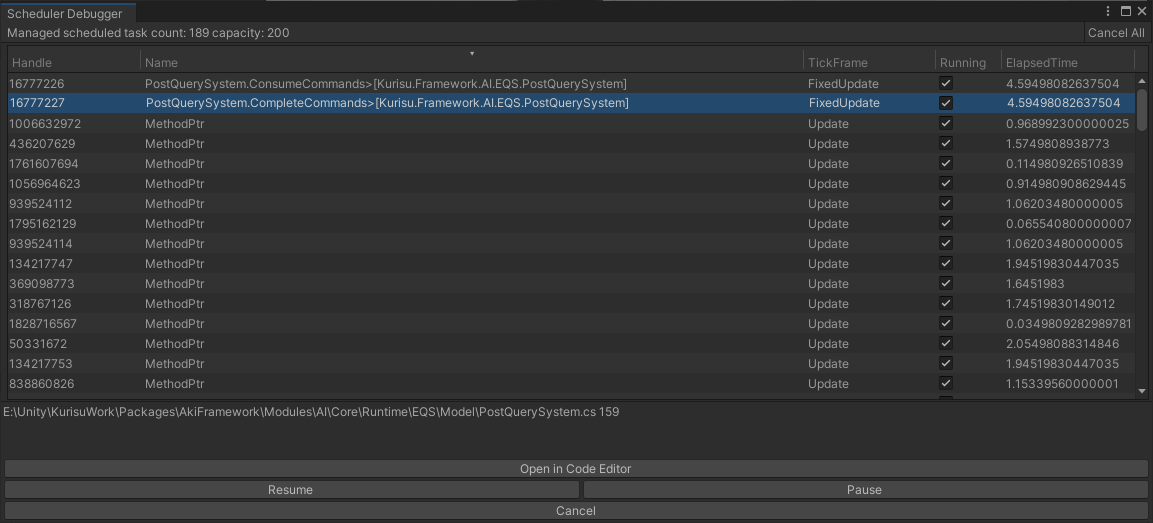 Scheduler Debugger
Managed scheduled task count: 189 capacity: 200 Cancel All
Handle Name TickFrame Running ElapsedTime
16777226 PostQuerySystem.ConsumeCommands>[Kurisu.Framework.AI.EQS.PostQuerySystem] FixedUpdate 4.59498082637504
16777227 PostQuerySystem.CompleteCommands>[Kurisu.Framework.AI.EQS.PostQuerySystem] FixedUpdate 4.59498082637504
1006632972 MethodPtr Update 0.968992300000025
436207629 MethodPtr Update 1.5749808938773
1761607694 MethodPtr Update 0.114980926510839
1056964623 MethodPtr Update 0.914980908629445
939524112 MethodPtr Update 1.06203480000005
1795162129 MethodPtr Update 0.065540800000007
939524114 MethodPtr Update 1.06203480000005
134217747 MethodPtr Update 1.94519830447035
369098773 MethodPtr Update 1.6451983
318767126 MethodPtr Update 1.74519830149012
1828716567 MethodPtr Update 0.0349809282989781
50331672 MethodPtr Update 2.05498088314846
134217753 MethodPtr Update 1.94519830447035
838860826 MethodPtr Update 1.15339560000001
E:\Unity\KurisuWork\Packages\AkiFramework\Modules\AI\Core\Runtime\EQS\Model\PostQuerySystem.cs 159
Open in Code Editor
Resume Pause
Cancel